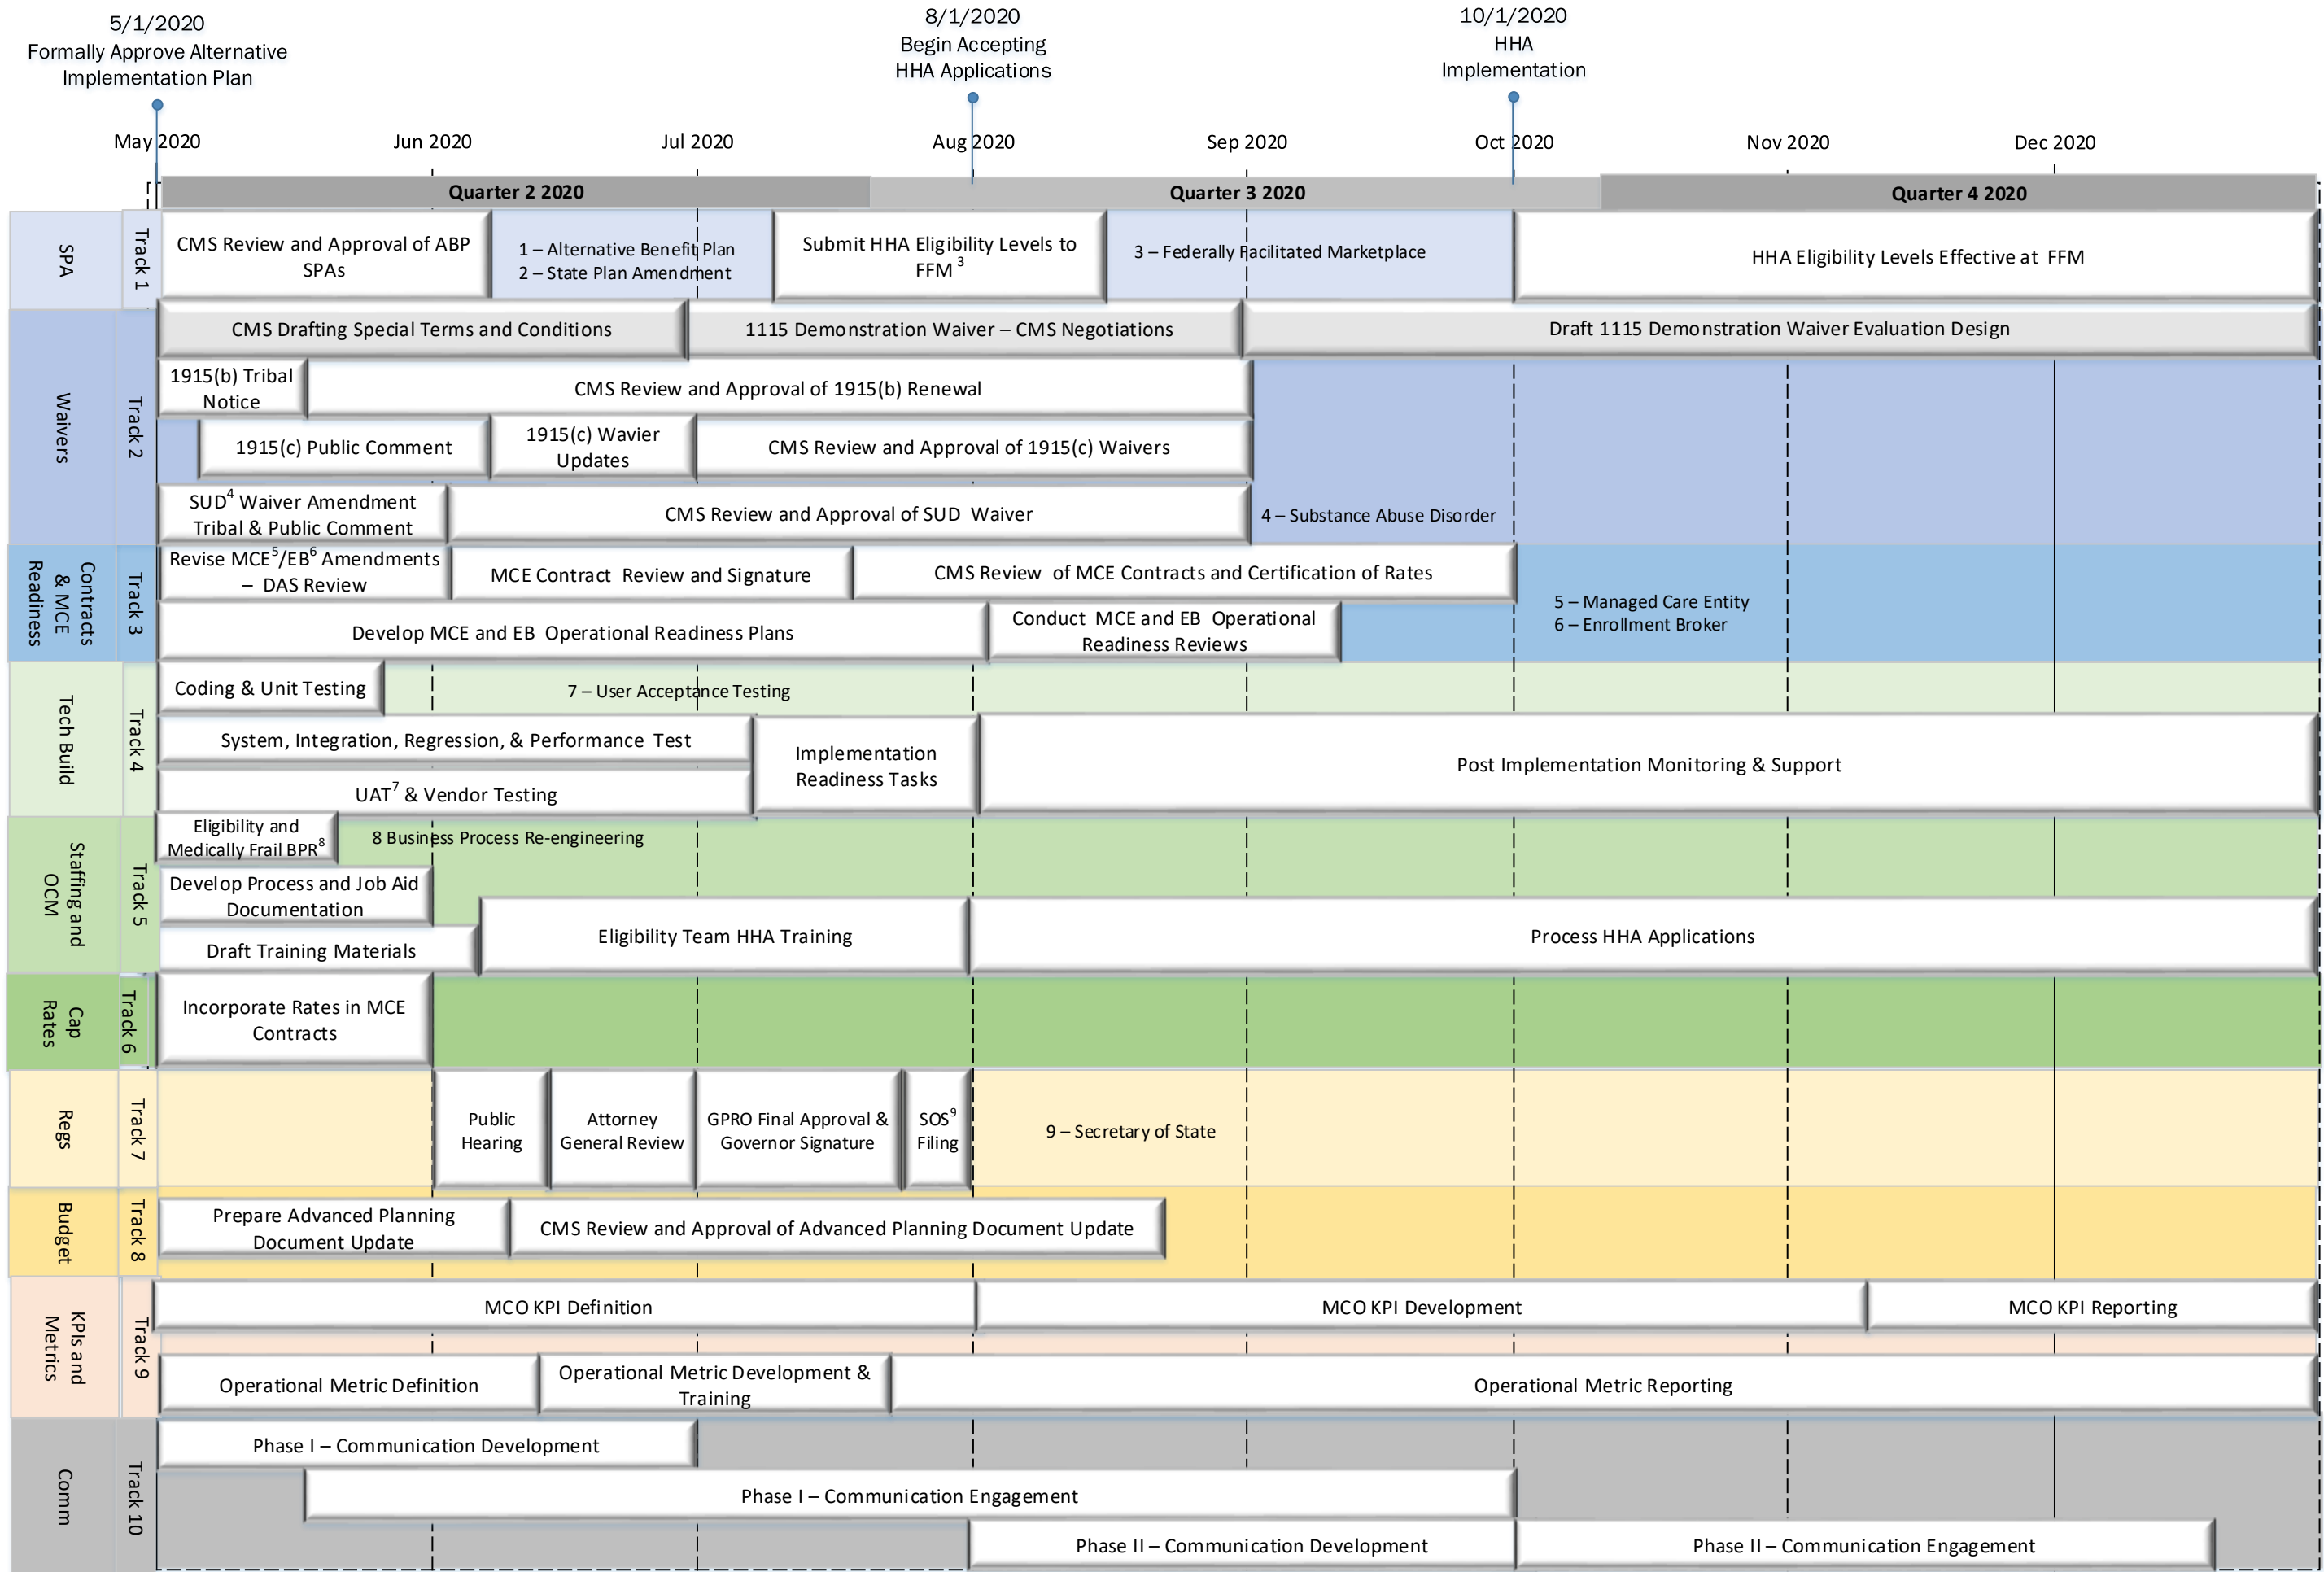 5/1/2020
Formally Approve Alternative
Implementation Plan
8/1/2020
Begin Accepting
HHA Applications
10/1/2020
HHA
Implementation
May 2020
Jun 2020
Jul 2020
Aug 2020
Sep 2020
Oct 2020
Nov 2020
Dec 2020
Quarter 2 2020
Quarter 3 2020
Quarter 4 2020
SPA
Track 1
CMS Review and Approval of ABP
SPAs
1 – Alternative Benefit Plan
2 – State Plan Amendment
Submit HHA Eligibility Levels to
FFM 3
3 – Federally Facilitated Marketplace
HHA Eligibility Levels Effective at FFM
Waivers
Track 2
CMS Drafting Special Terms and Conditions
1115 Demonstration Waiver – CMS Negotiations
Draft 1115 Demonstration Waiver Evaluation Design
1915(b) Tribal
Notice
CMS Review and Approval of 1915(b) Renewal
1915(c) Public Comment
1915(c) Wavier
Updates
CMS Review and Approval of 1915(c) Waivers
SUD4 Waiver Amendment
Tribal & Public Comment
CMS Review and Approval of SUD Waiver
4 – Substance Abuse Disorder
Contracts
& MCE
Readiness
Track 3
Revise MCE5/EB6 Amendments
– DAS Review
MCE Contract Review and Signature
CMS Review of MCE Contracts and Certification of Rates
Develop MCE and EB Operational Readiness Plans
Conduct MCE and EB Operational
Readiness Reviews
5 – Managed Care Entity
6 – Enrollment Broker
Tech Build
Track 4
Coding & Unit Testing
7 – User Acceptance Testing
System, Integration, Regression, & Performance Test
UAT7 & Vendor Testing
Implementation
Readiness Tasks
Post Implementation Monitoring & Support
Staffing and
OCM
Track 5
Eligibility and
Medically Frail BPR8
8 Business Process Re-engineering
Develop Process and Job Aid
Documentation
Draft Training Materials
Eligibility Team HHA Training
Process HHA Applications
Cap
Rates
Track 6
Incorporate Rates in MCE
Contracts
Regs
Track 7
Public
Hearing
Attorney
General Review
GPRO Final Approval &
Governor Signature
SOS9
Filing
9 – Secretary of State
Budget
Track 8
Prepare Advanced Planning
Document Update
CMS Review and Approval of Advanced Planning Document Update
KPIs and
Metrics
Track 9
MCO KPI Definition
MCO KPI Development
MCO KPI Reporting
Operational Metric Definition
Operational Metric Development &
Training
Operational Metric Reporting
Comm
Track 10
Phase I – Communication Development
Phase I – Communication Engagement
Phase II – Communication Development
Phase II – Communication Engagement